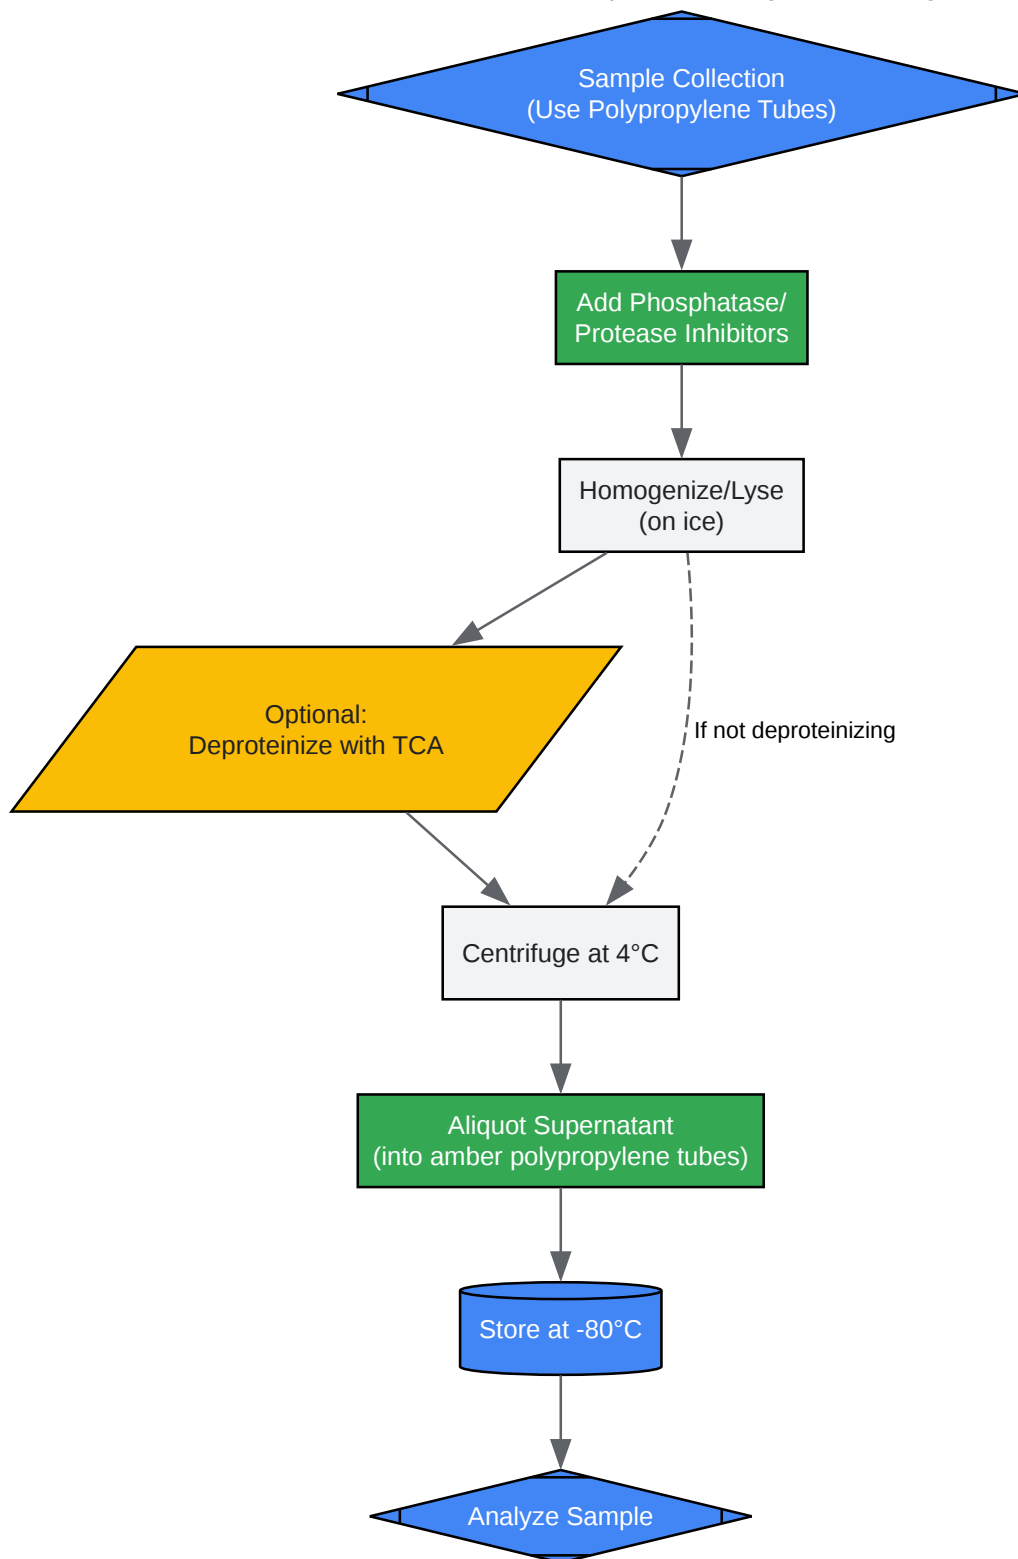 Sample Collection
(Use Polypropylene Tubes)
Add Phosphatase/
Protease Inhibitors
Homogenize/Lyse
(on ice)
Optional:
Deproteinize with TCA
If not deproteinizing
Centrifuge at 4°C
Aliquot Supernatant
(into amber polypropylene tubes)
Store at -80°C
Analyze Sample